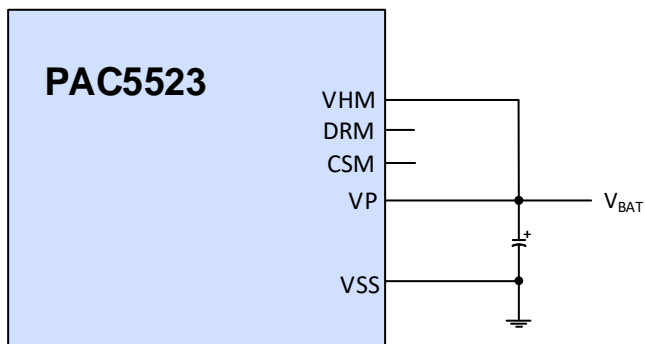 PAC5523
VHM
DRM
CSM
VP
VBAT
+
VSS